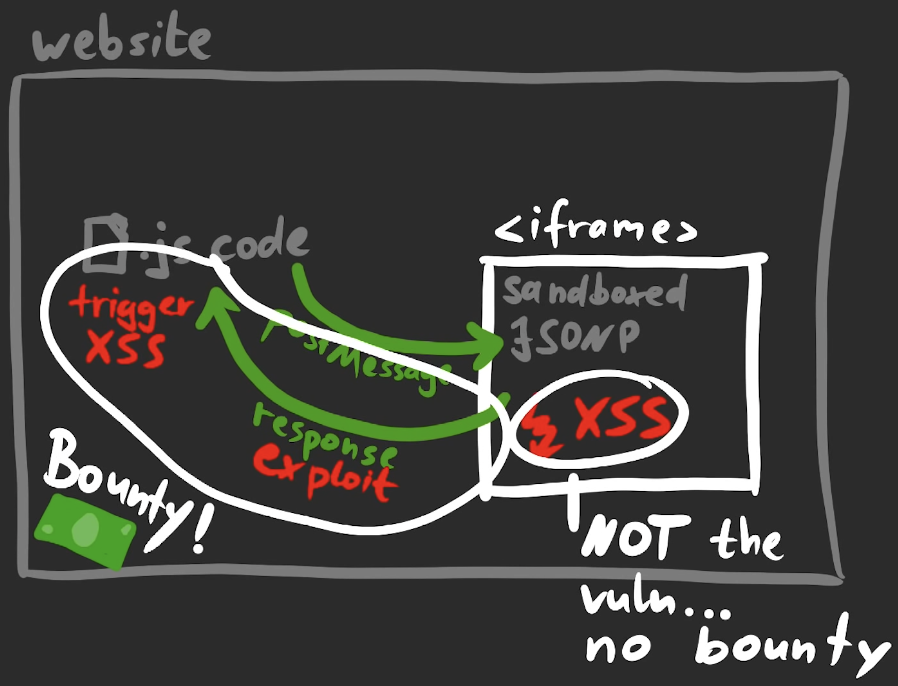 website
.js code
<iframe>
sandboxed
JSONP
trigger
XSS
postMessage
XSS
response
exploit
Bounty!
NOT the
vuln...
no bounty